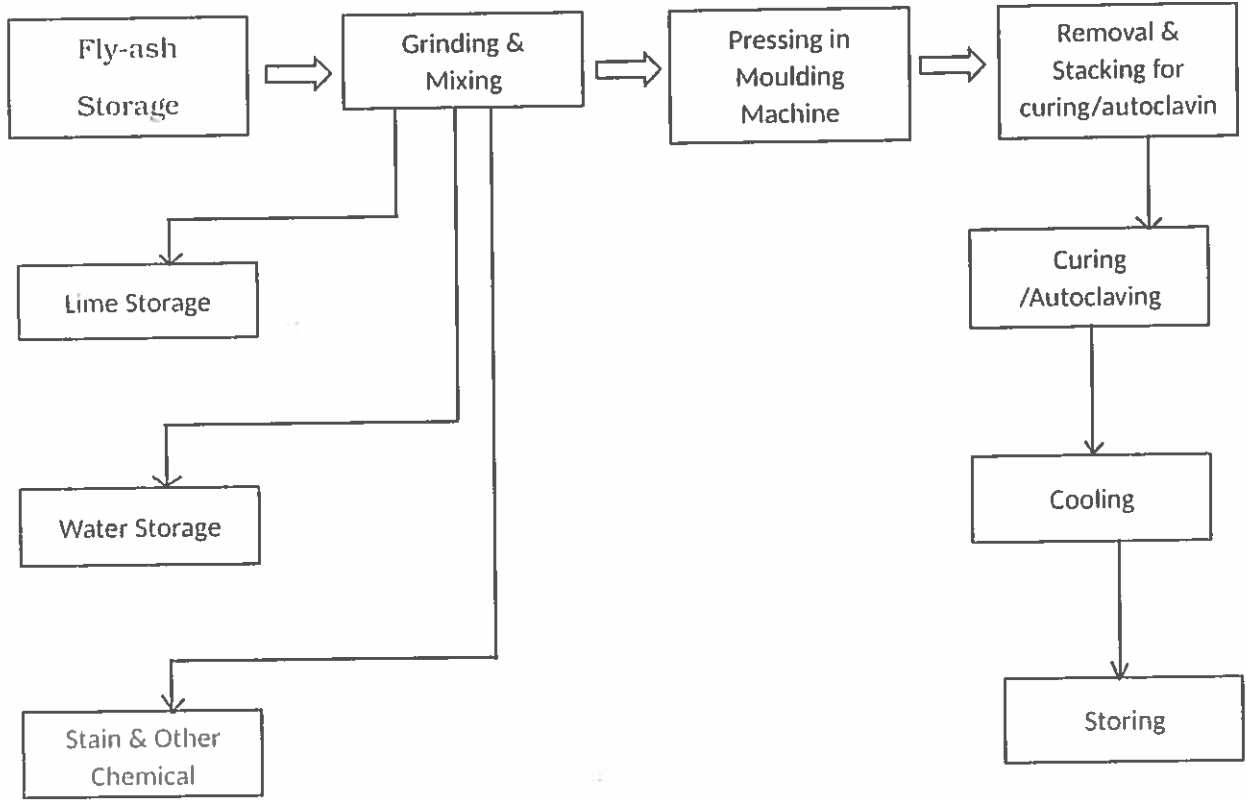 Fly-ash
Storage
Grinding &
Mixing
Pressing in
Moulding
Machine
Removal &
Stacking for
curing/autoclavin
Lime Storage
Curing
/Autoclaving
Water Storage
Cooling
Stain & Other
Chemical
Storing